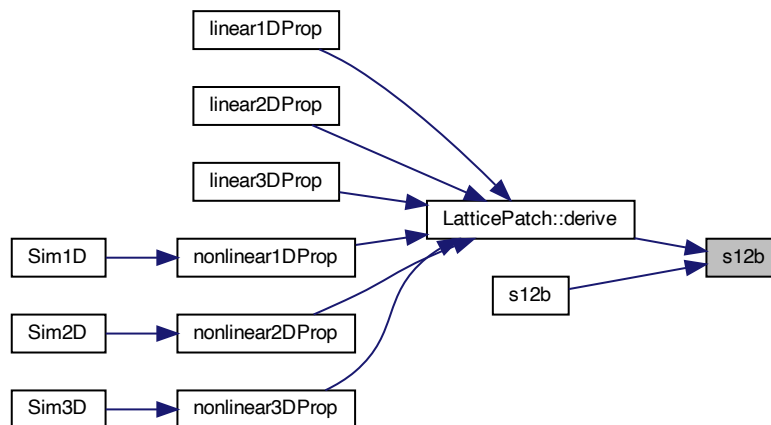 linear1DProp
linear2DProp
linear3DProp
LatticePatch::derive
Sim1D
nonlinear1DProp
s12b
s12b
Sim2D
nonlinear2DProp
Sim3D
nonlinear3DProp